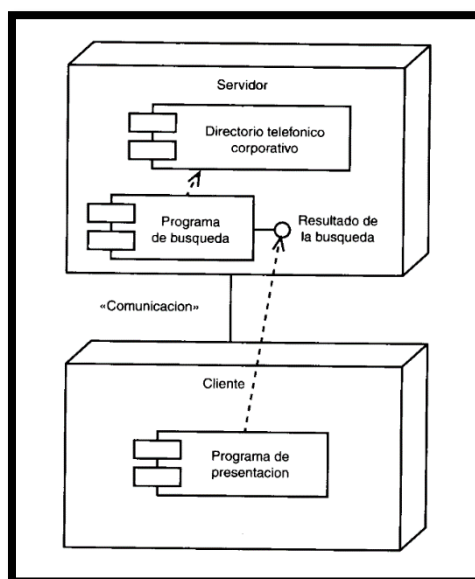 Servidor
Directorio telefonico
corporativo
Programa
de busqueda
Resultado de
la busqueda
«Comunicacion»
Cliente
Programa de
presentacion